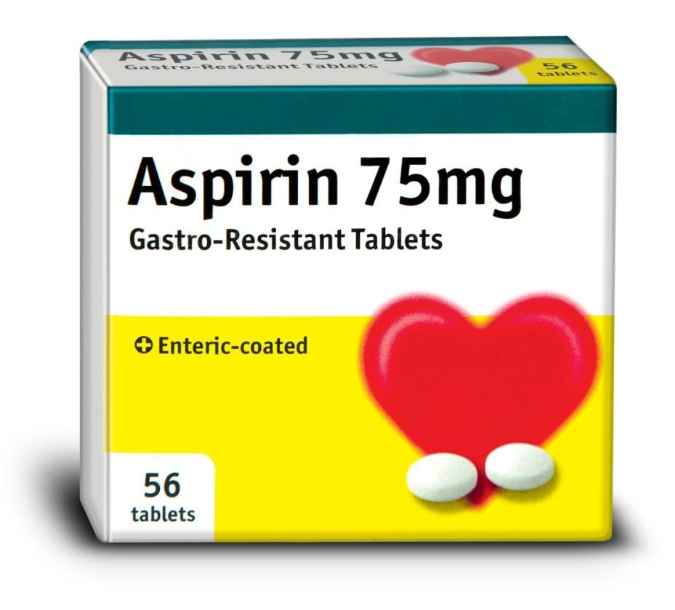 Aspirin 75mg
Gastro-Resistant Tablets
56
tablets
Aspirin 75mg
Gastro-Resistant Tablets
Enteric-coated
56
tablets